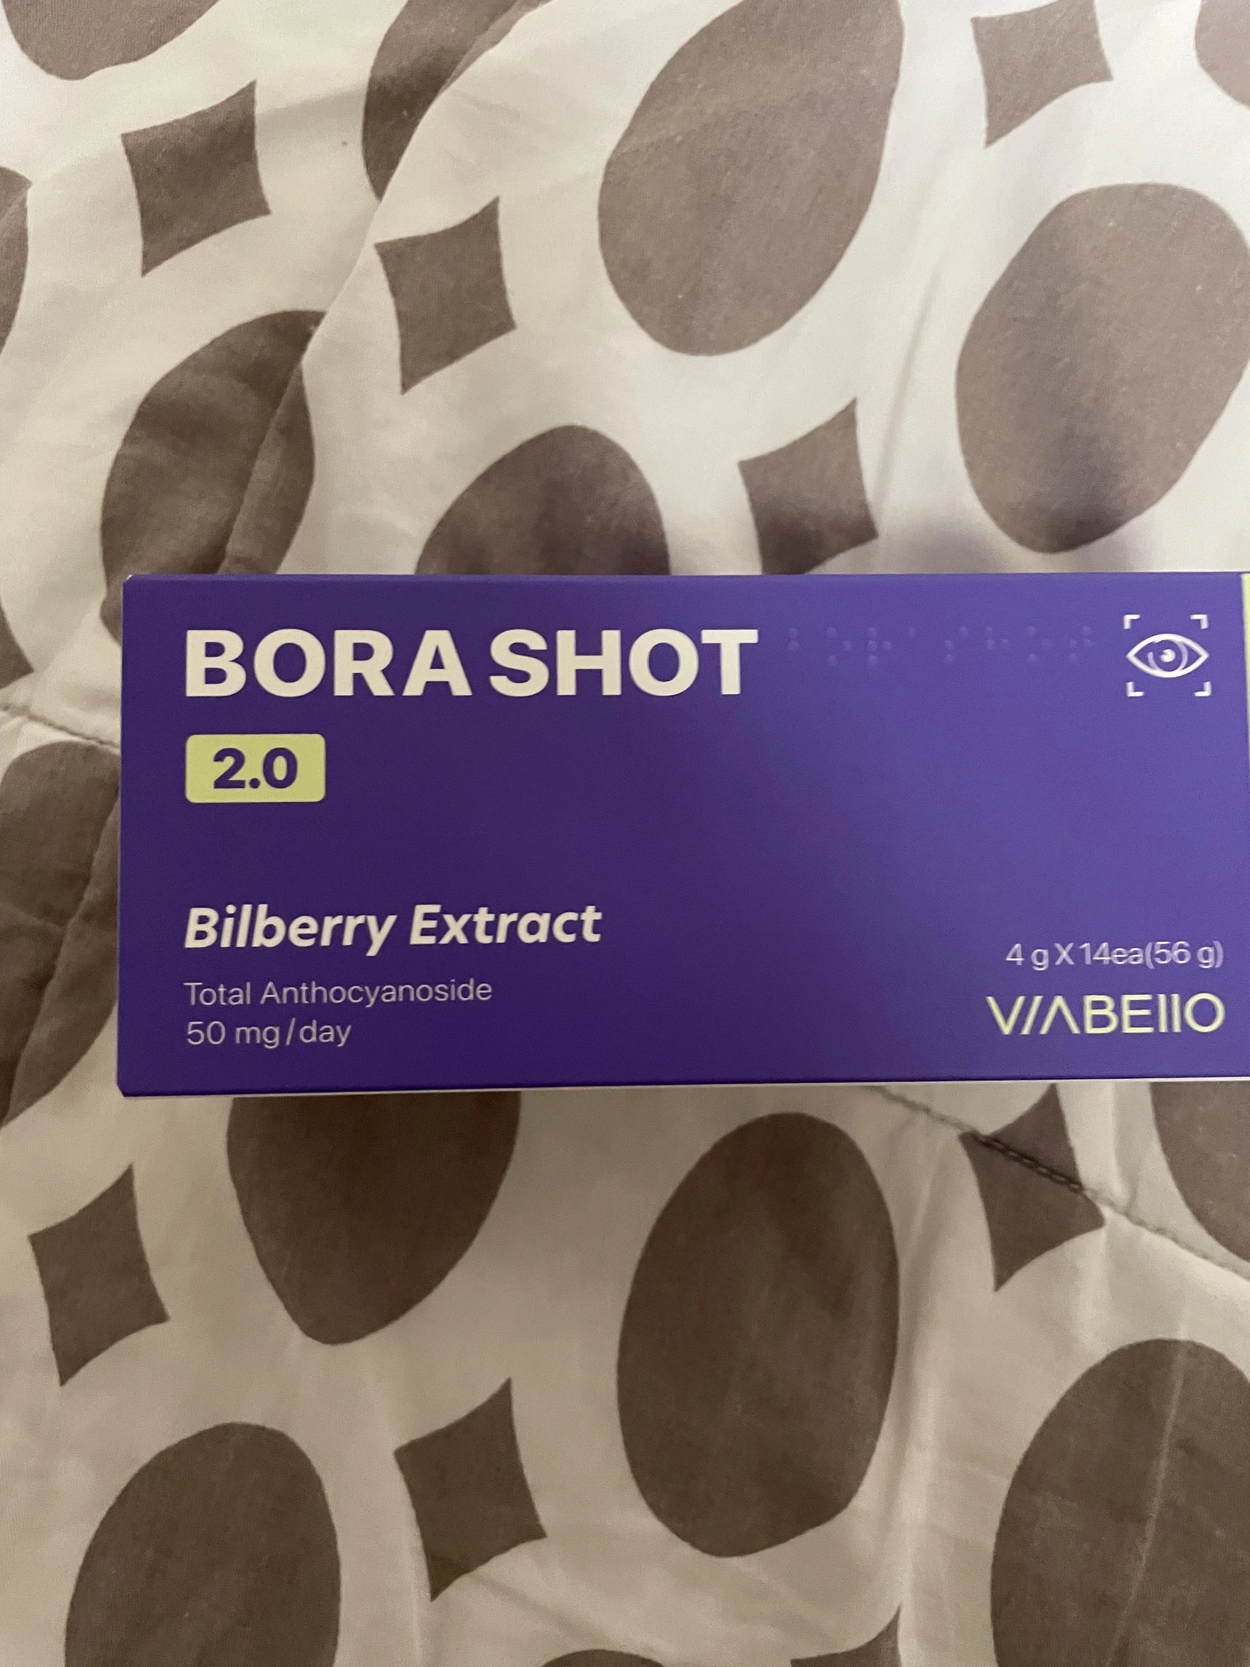 BORA SHOT
2.0
Bilberry Extract
Total Anthocyanoside
50 mg/day
4 g X 14ea(56 g)
VIABEllO